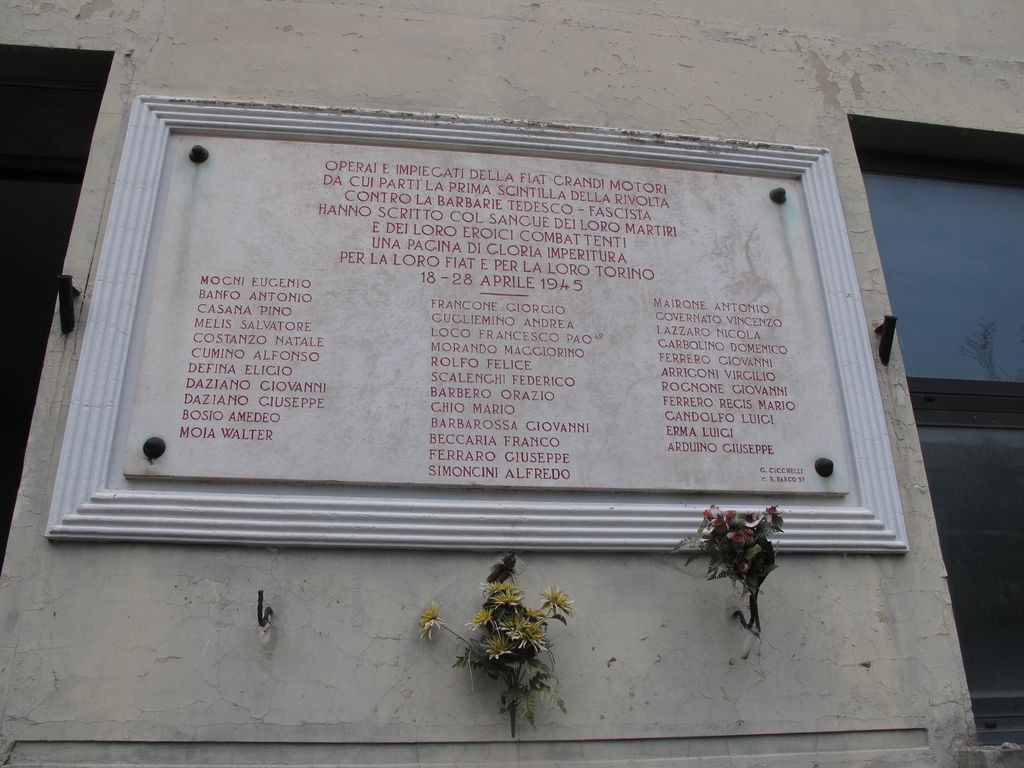 OPERAI E IMPIEGATI DELLA FIAT GRANDI MOTORI
DA CUI PARTI LA PRIMA SCINTILLA DELLA RIVOLTA
CONTRO LA BARBARIE TEDESCO - FASCISTA
HANNO SCRITTO COL SANGUE DEI LORO MARTIRI
E DEI LORO EROICI COMBATTENTI
UNA PAGINA DI GLORIA IMPERITURA
PER LA LORO FIAT E PER LA LORO TORINO
18 - 28 APRILE 1945
MOGNI EUGENIO
BANFO ANTONIO
CASANA PINO
MELIS SALVATORE
COSTANZO NATALE
CUMINO ALFONSO
DEFINA ELIGIO
DAZIANO GIOVANNI
DAZIANO GIUSEPPE
BOSIO AMEDEO
MOIA WALTER
FRANCONE GIORGIO
GUGLIEMINO ANDREA
LOCO FRANCESCO PAOLO
MORANDO MAGGIORINO
ROLFO FELICE
SCALENGHI FEDERICO
BARBERO ORAZIO
GHIO MARIO
BARBAROSSA GIOVANNI
BECCARIA FRANCO
FERRARO GIUSEPPE
SIMONCINI ALFREDO
MAIRONE ANTONIO
GOVERNATO VINCENZO
LAZZARO NICOLA
GARBOLINO DOMENICO
FERRERO GIOVANNI
ARRIGONI VIRGILIO
ROGNONE GIOVANNI
FERRERO REGIS MARIO
GANDOLFO LUIGI
ERMA LUIGI
ARDUINO GIUSEPPE
G. CICCHELLI
C. R. PARCO 37